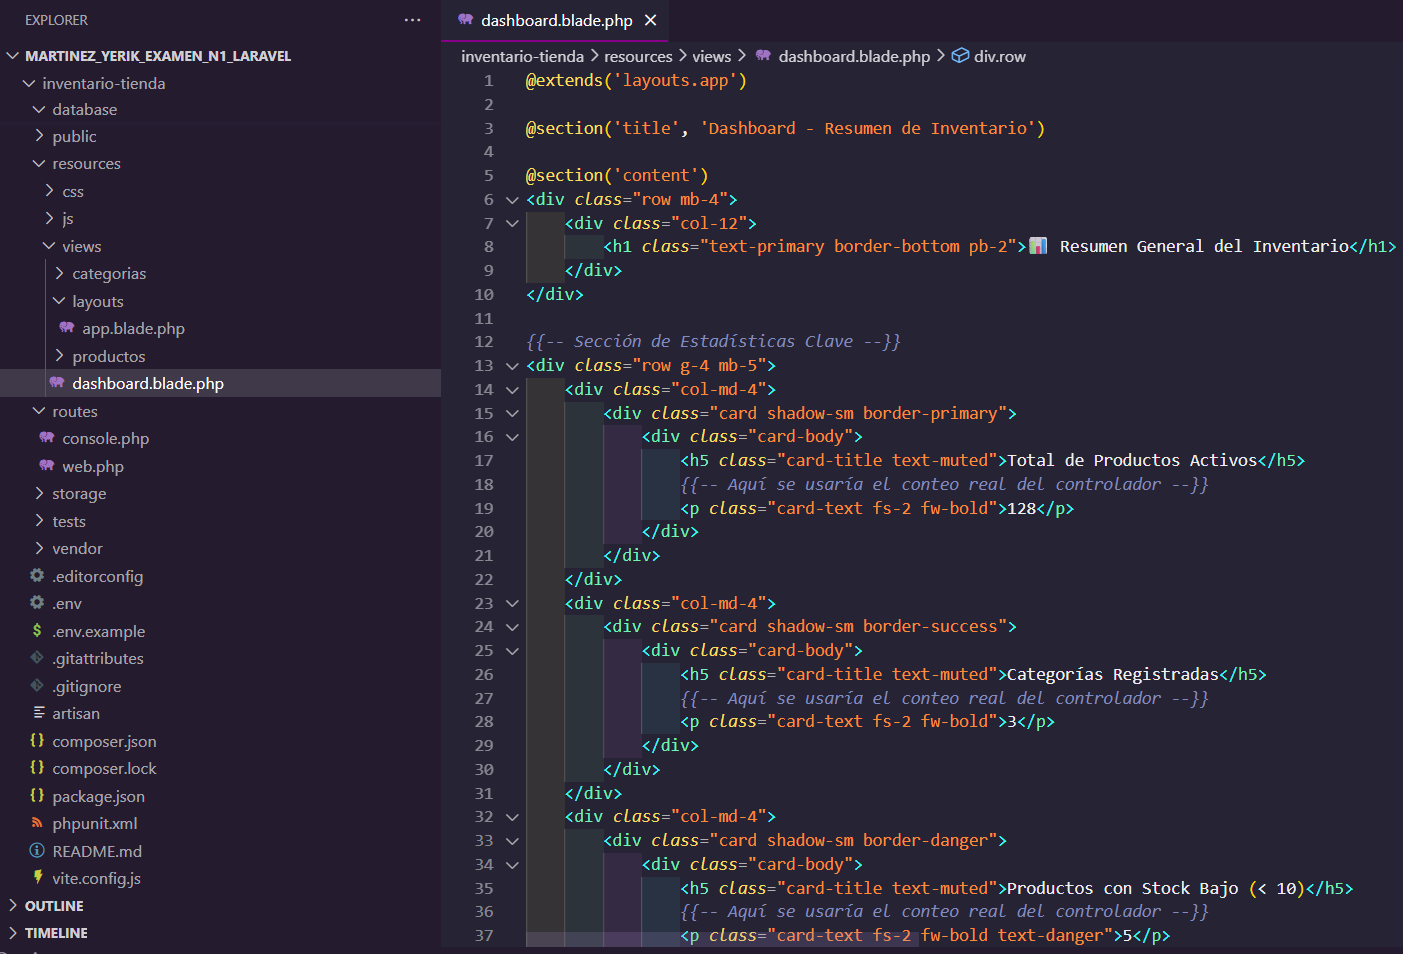 EXPLORER
MARTINEZ_YERIK_EXAMEN_N1_LARAVEL
inventario-tienda
database
public
resources
css
js
views
categorias
layouts
app.blade.php
productos
dashboard.blade.php
routes
console.php
web.php
storage
tests
vendor
.editorconfig
.env
.env.example
.gitattributes
.gitignore
artisan
composer.json
composer.lock
package.json
phpunit.xml
README.md
vite.config.js
OUTLINE
TIMELINE
dashboard.blade.php
inventario-tienda > resources > views > dashboard.blade.php > div.row
1 @extends('layouts.app')
2
3 @section('title', 'Dashboard - Resumen de Inventario')
4
5 @section('content')
6 <div class="row mb-4">
7 <div class="col-12">
8 <h1 class="text-primary border-bottom pb-2">📊 Resumen General del Inventario</h1>
9 </div>
10 </div>
11
12 {{-- Sección de Estadísticas Clave --}}
13 <div class="row g-4 mb-5">
14 <div class="col-md-4">
15 <div class="card shadow-sm border-primary">
16 <div class="card-body">
17 <h5 class="card-title text-muted">Total de Productos Activos</h5>
18 {{-- Aquí se usaría el conteo real del controlador --}}
19 <p class="card-text fs-2 fw-bold">128</p>
20 </div>
21 </div>
22 </div>
23 <div class="col-md-4">
24 <div class="card shadow-sm border-success">
25 <div class="card-body">
26 <h5 class="card-title text-muted">Categorías Registradas</h5>
27 {{-- Aquí se usaría el conteo real del controlador --}}
28 <p class="card-text fs-2 fw-bold">3</p>
29 </div>
30 </div>
31 </div>
32 <div class="col-md-4">
33 <div class="card shadow-sm border-danger">
34 <div class="card-body">
35 <h5 class="card-title text-muted">Productos con Stock Bajo (< 10)</h5>
36 {{-- Aquí se usaría el conteo real del controlador --}}
37 <p class="card-text fs-2 fw-bold text-danger">5</p>